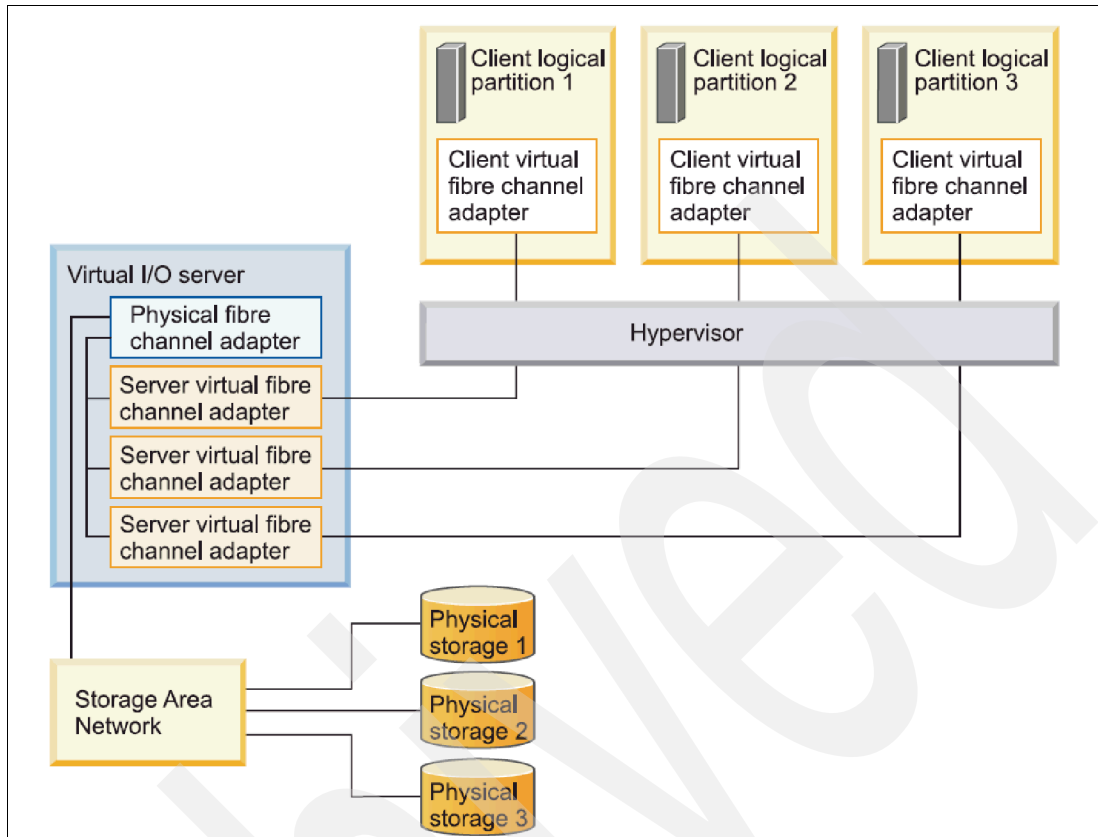 Client logical
partition 1
Client logical
partition 2
Client logical
partition 3
Client virtual
fibre channel
adapter
Client virtual
fibre channel
adapter
Client virtual
fibre channel
adapter
Virtual I/O server
Physical fibre
channel adapter
Hypervisor
Server virtual fibre
channel adapter
Server virtual fibre
channel adapter
Server virtual fibre
channel adapter
Physical
storage 1
Storage Area
Network
Physical
storage 2
Physical
storage 3